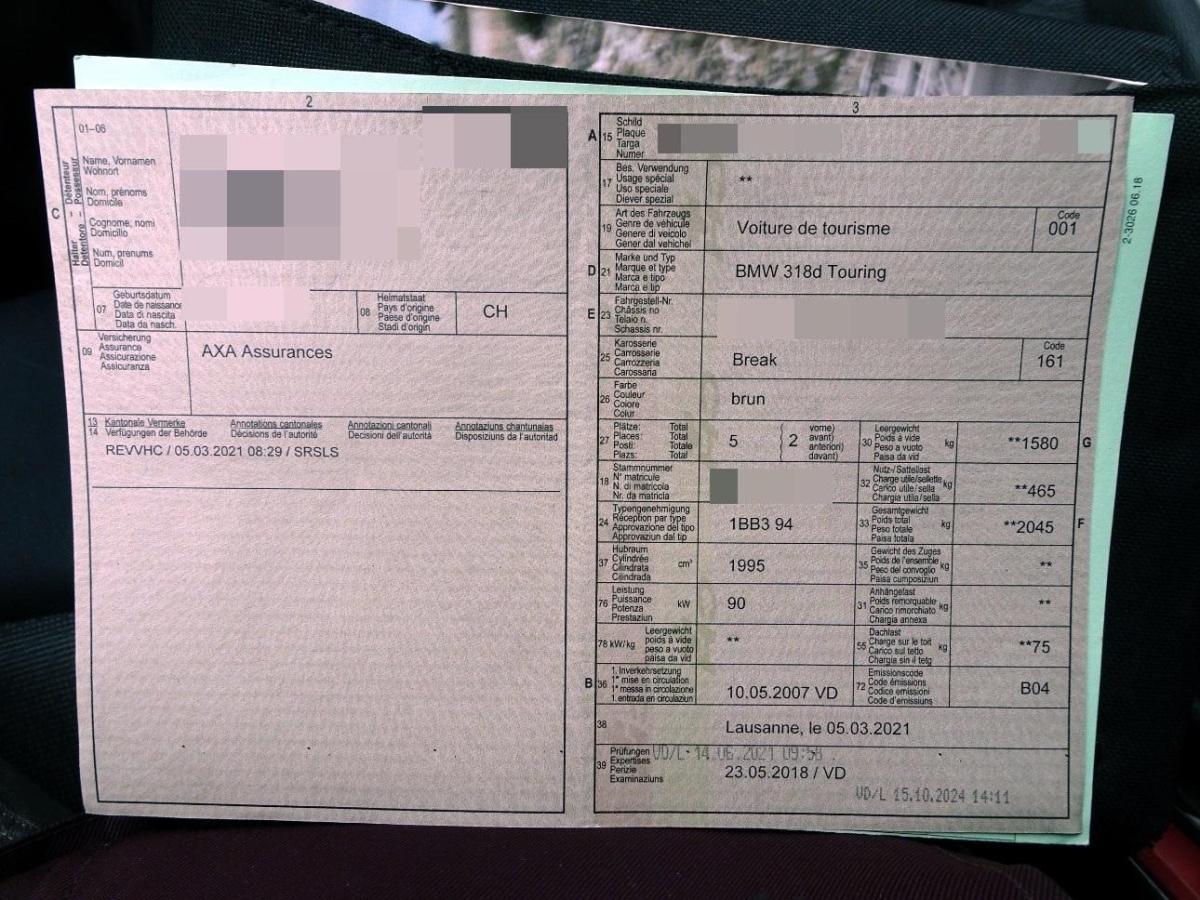 2
01–06
Halter – Détenteur
Detentore – Possessur
C
Name, Vornamen
Wohnort
Nom, prénoms
Domicile
Cognome, nomi
Domicilio
Num, prenums
Domicil
07
Geburtsdatum
Date de naissance
Data di nascita
Data da nasch.
08
Heimatstaat
Pays d'origine
Paese d'origine
Stadi d'origin
CH
09
Versicherung
Assurance
Assicurazione
Assicuranza
AXA Assurances
13 Kantonale Vermerke Annotations cantonales Annotazioni cantonali Annotaziuns chantunalas
14 Verfügungen der Behörde Décisions de l'autorité Decisioni dell'autorità Disposiziuns da l'autoritad
REVVHC / 05.03.2021 08:29 / SRSLS
3
A 15
Schild
Plaque
Targa
Numer
17
Bes. Verwendung
Usage spécial
Uso speciale
Diever spezial
**
19
Art des Fahrzeugs
Genre de véhicule
Genere di veicolo
Gener dal vehichel
Voiture de tourisme
Code
001
D 21
Marke und Typ
Marque et type
Marca e tipo
Marca e tip
BMW 318d Touring
E 23
Fahrgestell-Nr.
Châssis no
Telaio n.
Schassis nr.
25
Karosserie
Carrosserie
Carrozzeria
Carossaria
Break
Code
161
26
Farbe
Couleur
Colore
Colur
brun
27
Plätze: Total
Places: Total
Posti: Totale
Plazs: Total
5
2
vorne)
avant)
anteriori)
davant)
30
Leergewicht
Poids à vide
Peso a vuoto
Paisa da vid
kg
**1580
G
18
Stammnummer
N° matricule
N. di matricola
Nr. da matricla
32
Nutz-/Sattellast
Charge utile/sellette
Carico utile/sella
Chargia utila/sella
kg
**465
24
Typengenehmigung
Réception par type
Approvazione del tipo
Approvaziun dal tip
1BB3 94
33
Gesamtgewicht
Poids total
Peso totale
Paisa totala
kg
**2045
F
37
Hubraum
Cylindrée
Cilindrata
Cilindrada
cm³
1995
35
Gewicht des Zuges
Poids de l'ensemble
Peso del convoglio
Paisa cumposiziun
kg
**
76
Leistung
Puissance
Potenza
Prestaziun
kW
90
31
Anhängelast
Poids remorquable
Carico rimorchiato
Chargia annexa
kg
**
78 kW/kg
Leergewicht
poids à vide
peso a vuoto
paisa da vid
**
55
Dachlast
Charge sur le toit
Carico sul tetto
Chargia sin il tetg
kg
**75
B 36
1. Inverkehrsetzung
1re mise en circulation
1a messa in circolazione
1. entrada en circulaziun
10.05.2007 VD
72
Emissionscode
Code émissions
Codice emissioni
Code d'emissiuns
B04
38
Lausanne, le 05.03.2021
39
Prüfungen
Expertises
Perizie
Examinaziuns
VD/L 14.06.2021 09:58
23.05.2018 / VD
VD/L 15.10.2024 14:11
2-3026 06.18